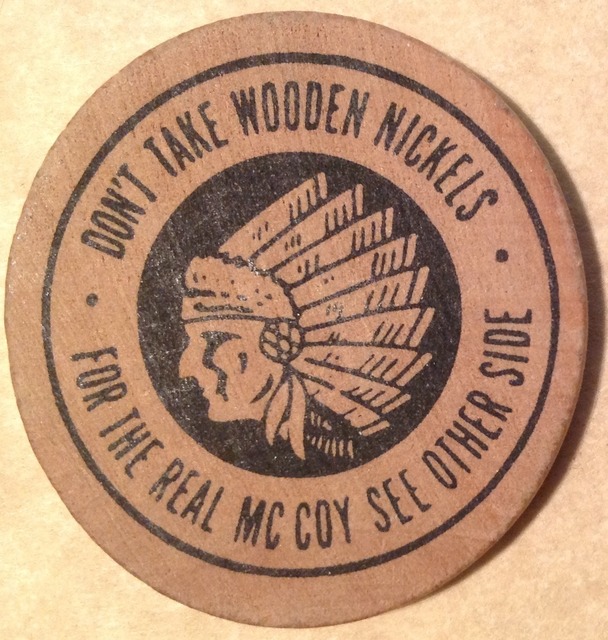 DON'T TAKE WOODEN NICKELS
FOR THE REAL MC COY SEE OTHER SIDE